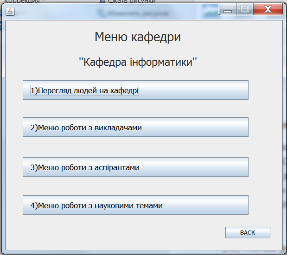 Меню кафедри
"Кафедра інформатики"
1)Перегляд людей на кафедрі
2)Меню роботи з викладачами
3)Меню роботи з аспірантами
4)Меню роботи з науковими темами
BACK